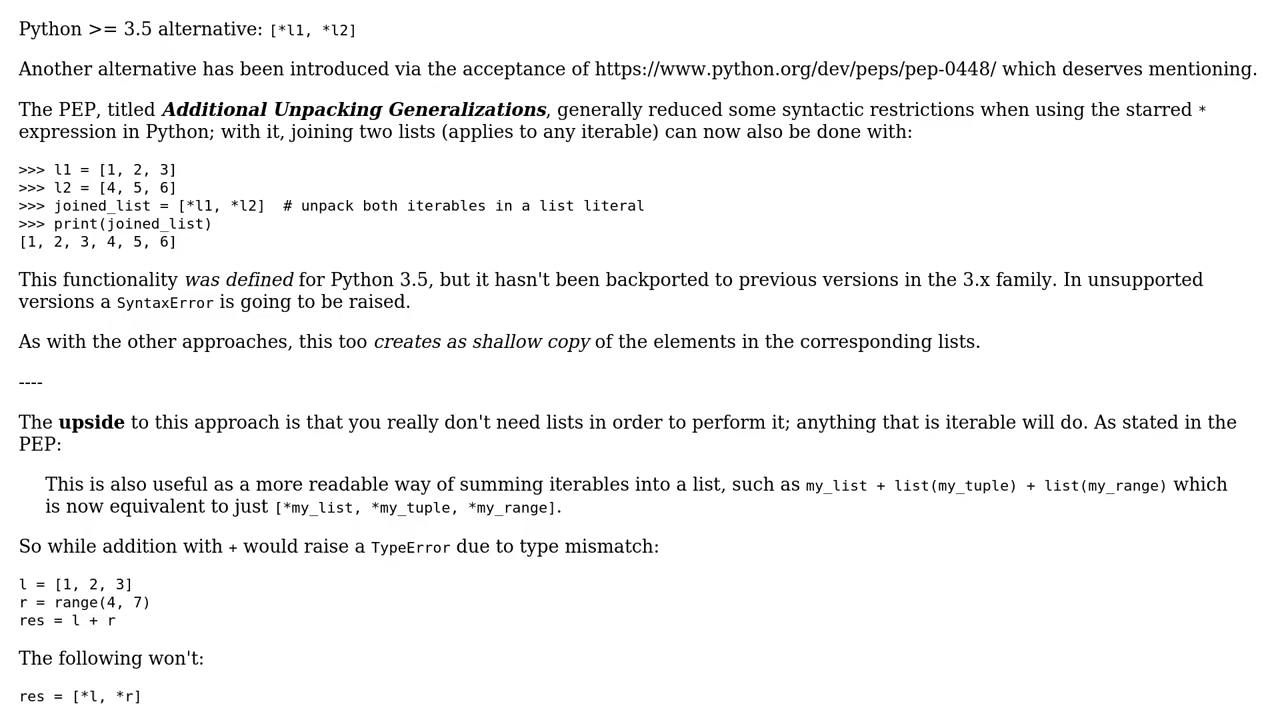 Python >= 3.5 alternative: [*l1, *l2]
Another alternative has been introduced via the acceptance of https://www.python.org/dev/peps/pep-0448/ which deserves mentioning.
The PEP, titled Additional Unpacking Generalizations, generally reduced some syntactic restrictions when using the starred *
expression in Python; with it, joining two lists (applies to any iterable) can now also be done with:
>>> l1 = [1, 2, 3]
>>> l2 = [4, 5, 6]
>>> joined_list = [*l1, *l2]  # unpack both iterables in a list literal
>>> print(joined_list)
[1, 2, 3, 4, 5, 6]
This functionality was defined for Python 3.5, but it hasn't been backported to previous versions in the 3.x family. In unsupported
versions a SyntaxError is going to be raised.
As with the other approaches, this too creates as shallow copy of the elements in the corresponding lists.
----
The upside to this approach is that you really don't need lists in order to perform it; anything that is iterable will do. As stated in the
PEP:
This is also useful as a more readable way of summing iterables into a list, such as my_list + list(my_tuple) + list(my_range) which
is now equivalent to just [*my_list, *my_tuple, *my_range].
So while addition with + would raise a TypeError due to type mismatch:
l = [1, 2, 3]
r = range(4, 7)
res = l + r
The following won't:
res = [*l, *r]